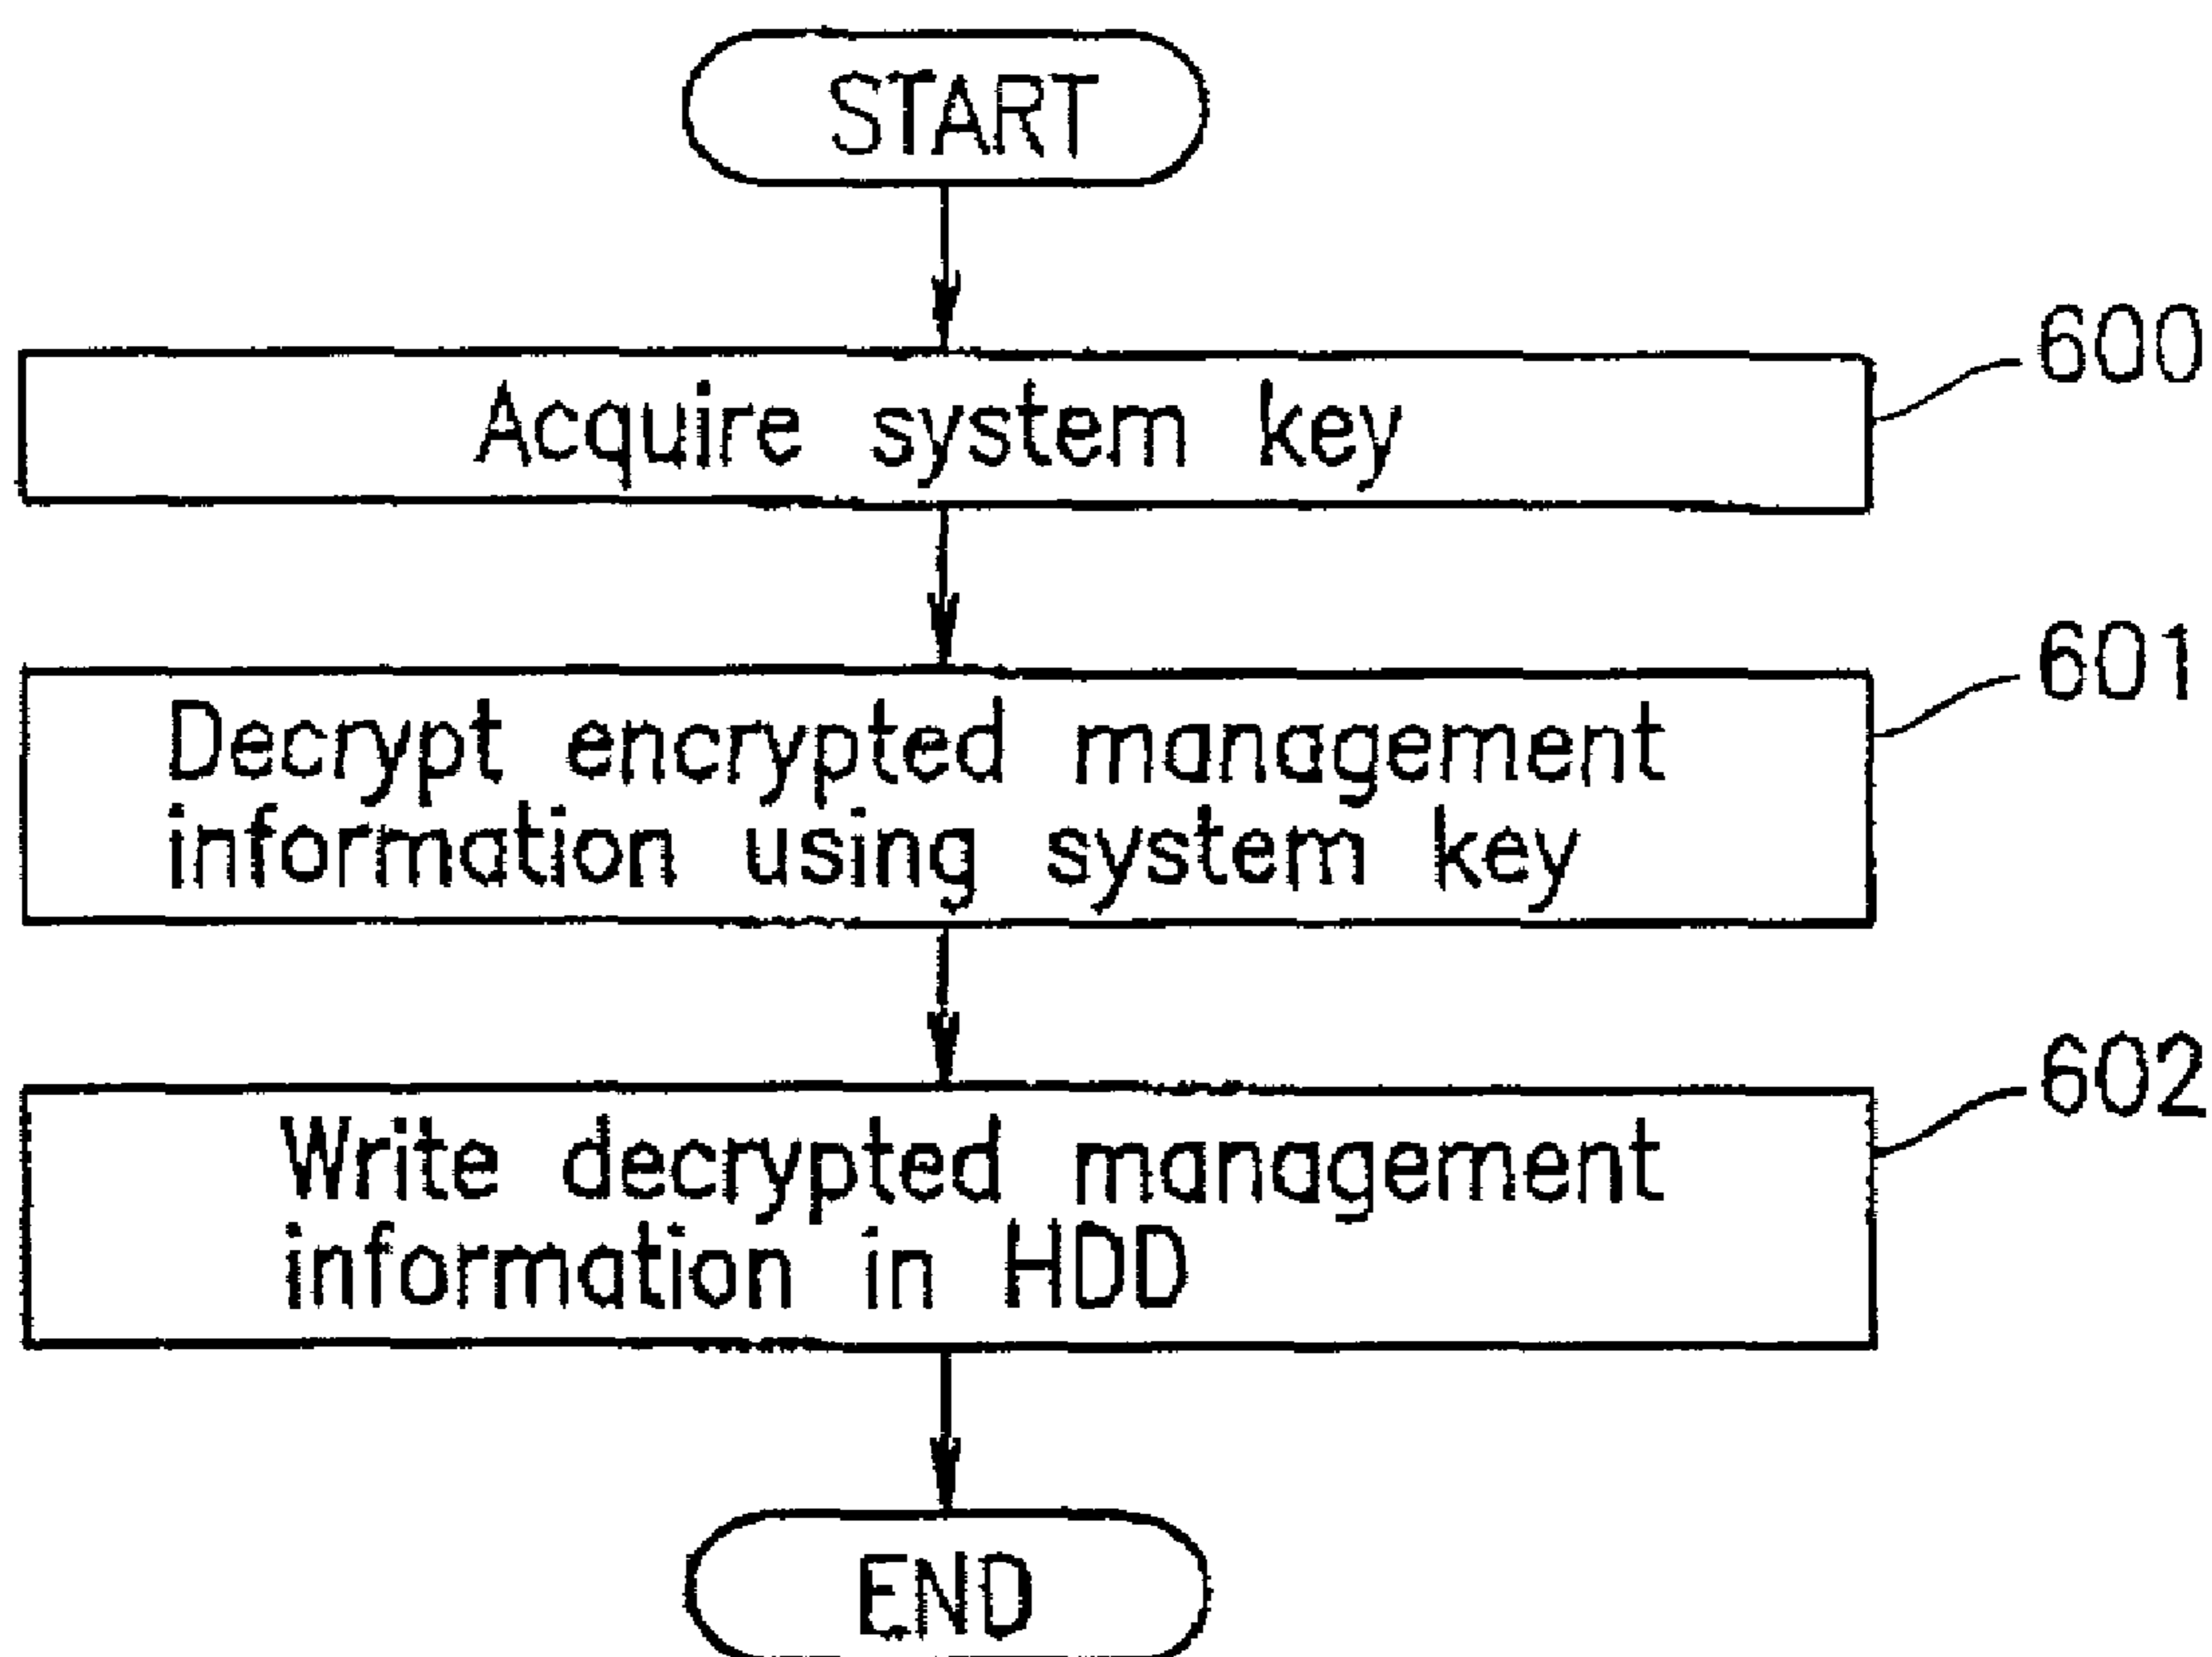 START
Acquire system key
600
Decrypt encrypted management
information using system key
601
Write decrypted management
information in HDD
602
END